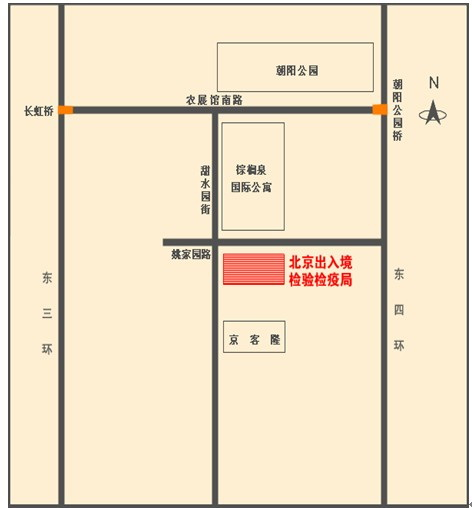 朝阳公园
N
农展馆南路
长虹桥
朝阳公园桥
甜水园街
棕榈泉
国际公寓
姚家园路
北京出入境
检验检疫局
东三环
东四环
京客隆